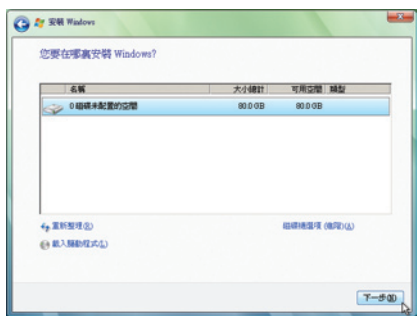 安裝 Windows
您要在哪裏安裝 Windows?
名稱 大小總計 可用空間 類型
0 磁碟未配置的空間 80.0 GB 80.0 GB
重新整理(R) 磁碟機選項 (進階)(A)
載入驅動程式(L)
下一步(N)